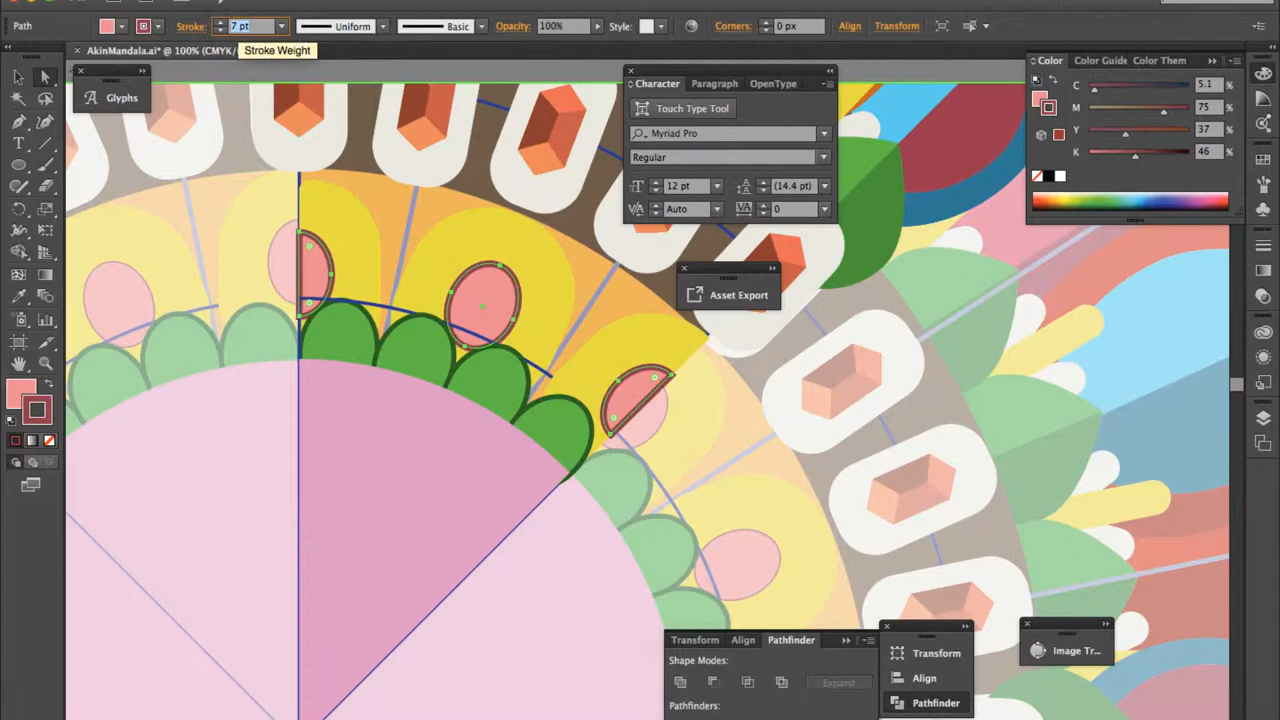 Path
Stroke:
7 pt
Uniform
Basic
Opacity:
100%
Style:
Corners:
0 px
Align
Transform
AkinMandala.ai* @ 100% (CMYK/
Stroke Weight
Glyphs
Character
Paragraph
OpenType
Touch Type Tool
Myriad Pro
Regular
12 pt
(14.4 pt)
Auto
0
Color
Color Guide
Color Them
C
5.1
%
M
75
%
Y
37
%
K
46
%
Asset Export
Transform
Align
Pathfinder
Shape Modes:
Expand
Pathfinders:
Transform
Align
Pathfinder
Image Tr...